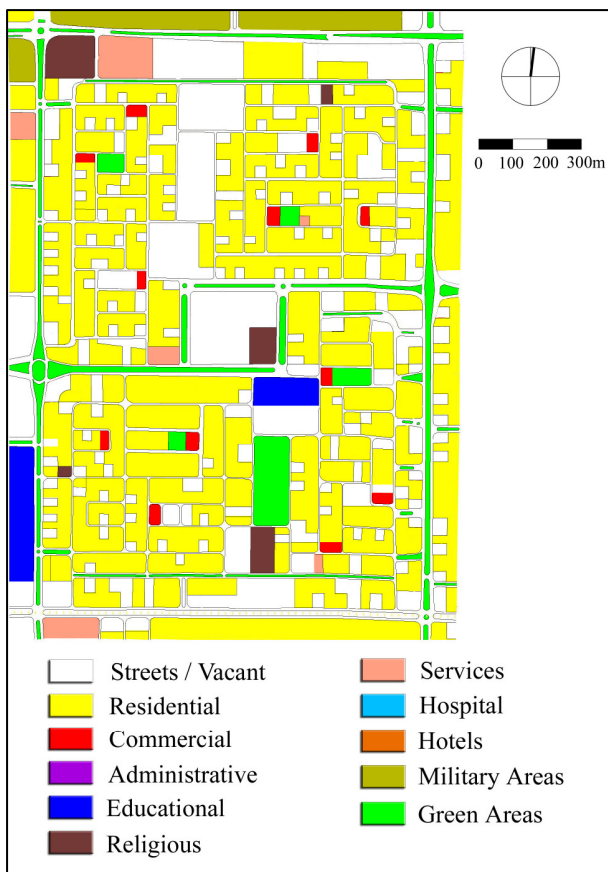 0 100 200 300m
Streets / Vacant
Residential
Commercial
Administrative
Educational
Religious
Services
Hospital
Hotels
Military Areas
Green Areas